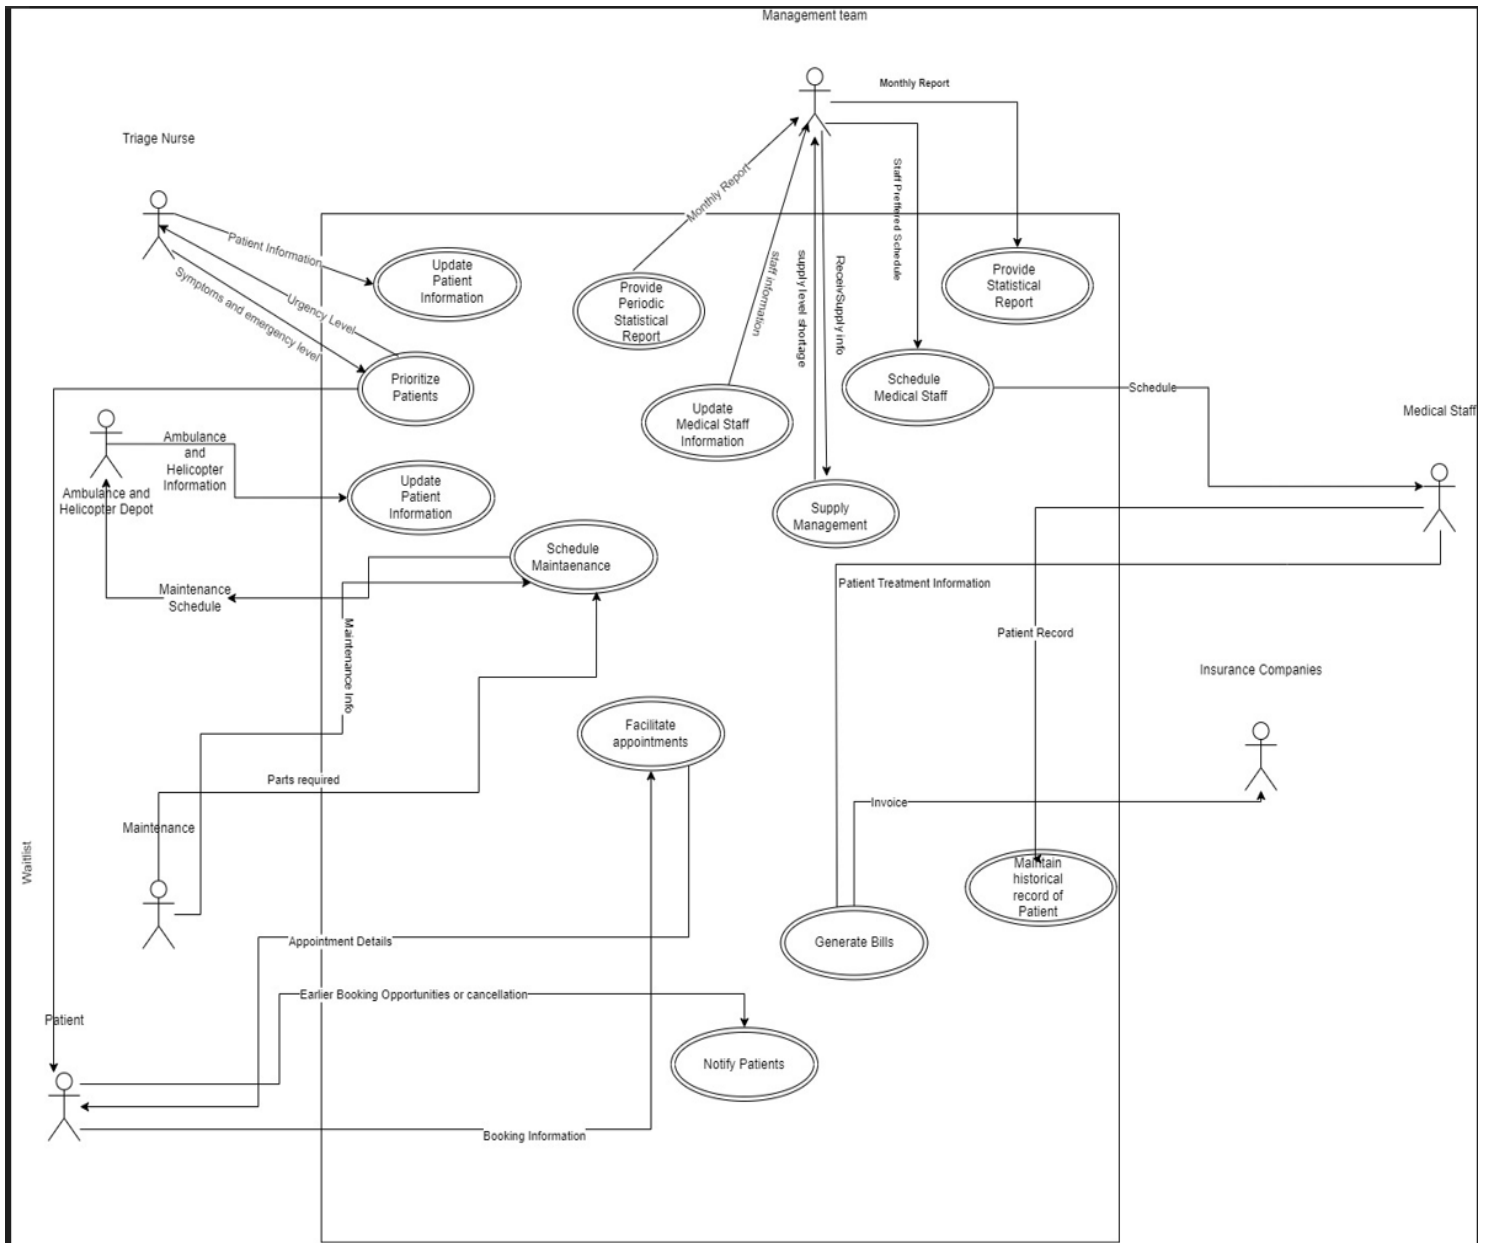 Management team
Monthly Report
Triage Nurse
Patient Information
Urgency Level
Symptoms and emergency level
Update
Patient
Information
Monthly Report
Provide
Periodic
Statistical
Report
staff information
supply level shortage
ReceivSupply info
Staff Preffered Schedule
Provide
Statistical
Report
Prioritize
Patients
Update
Medical Staff
Information
Schedule
Medical Staff
Schedule
Medical Staff
Ambulance
and
Helicopter
Information
Ambulance and
Helicopter Depot
Update
Patient
Information
Supply
Management
Schedule
Maintaenance
Maintenance
Schedule
Maintenance Info
Patient Treatment Information
Patient Record
Insurance Companies
Facilitate
appointments
Parts required
Invoice
Maintenance
Waitlist
Maintain
historical
record of
Patient
Appointment Details
Generate Bills
Earlier Booking Opportunities or cancellation
Patient
Notify Patients
Booking Information